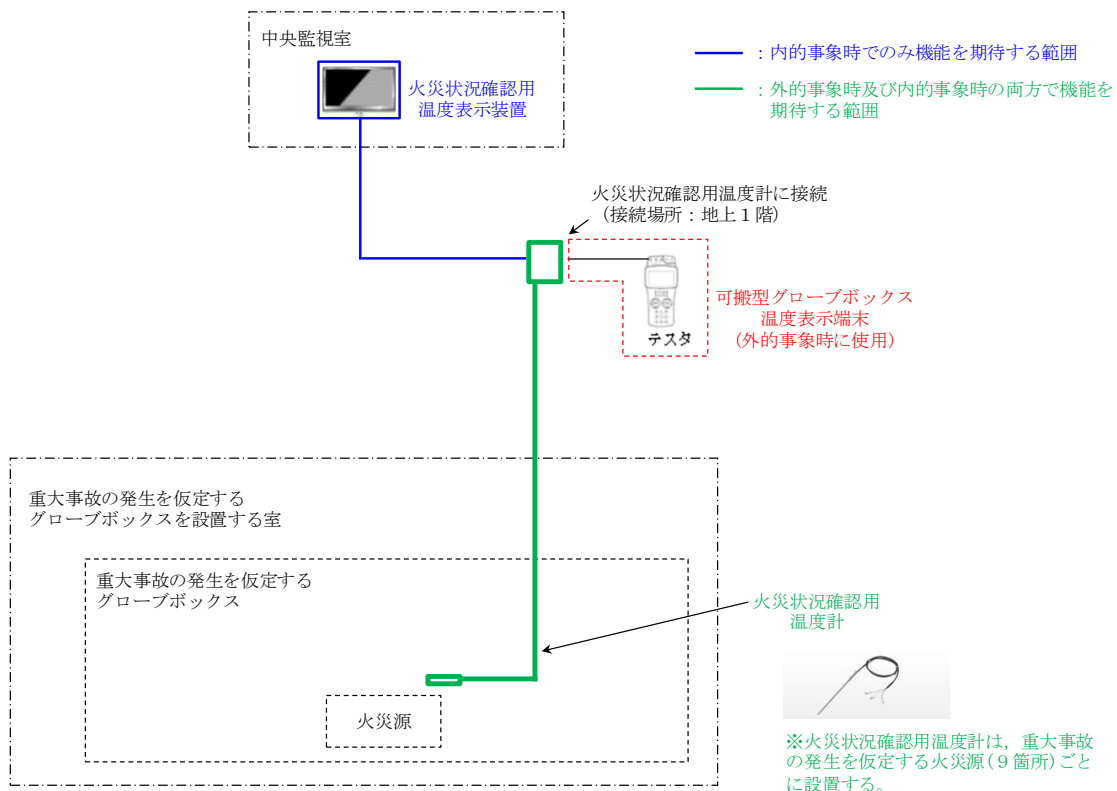 中央監視室
火災状況確認用
温度表示装置
：内的事象時でのみ機能を期待する範囲
：外的事象時及び内的事象時の両方で機能を
期待する範囲
火災状況確認用温度計に接続
（接続場所：地上１階）
テスタ
可搬型グローブボックス
温度表示端末
（外的事象時に使用）
重大事故の発生を仮定する
グローブボックスを設置する室
重大事故の発生を仮定する
グローブボックス
火災源
火災状況確認用
温度計
※火災状況確認用温度計は，重大事故
の発生を仮定する火災源（９箇所）ごと
に設置する。